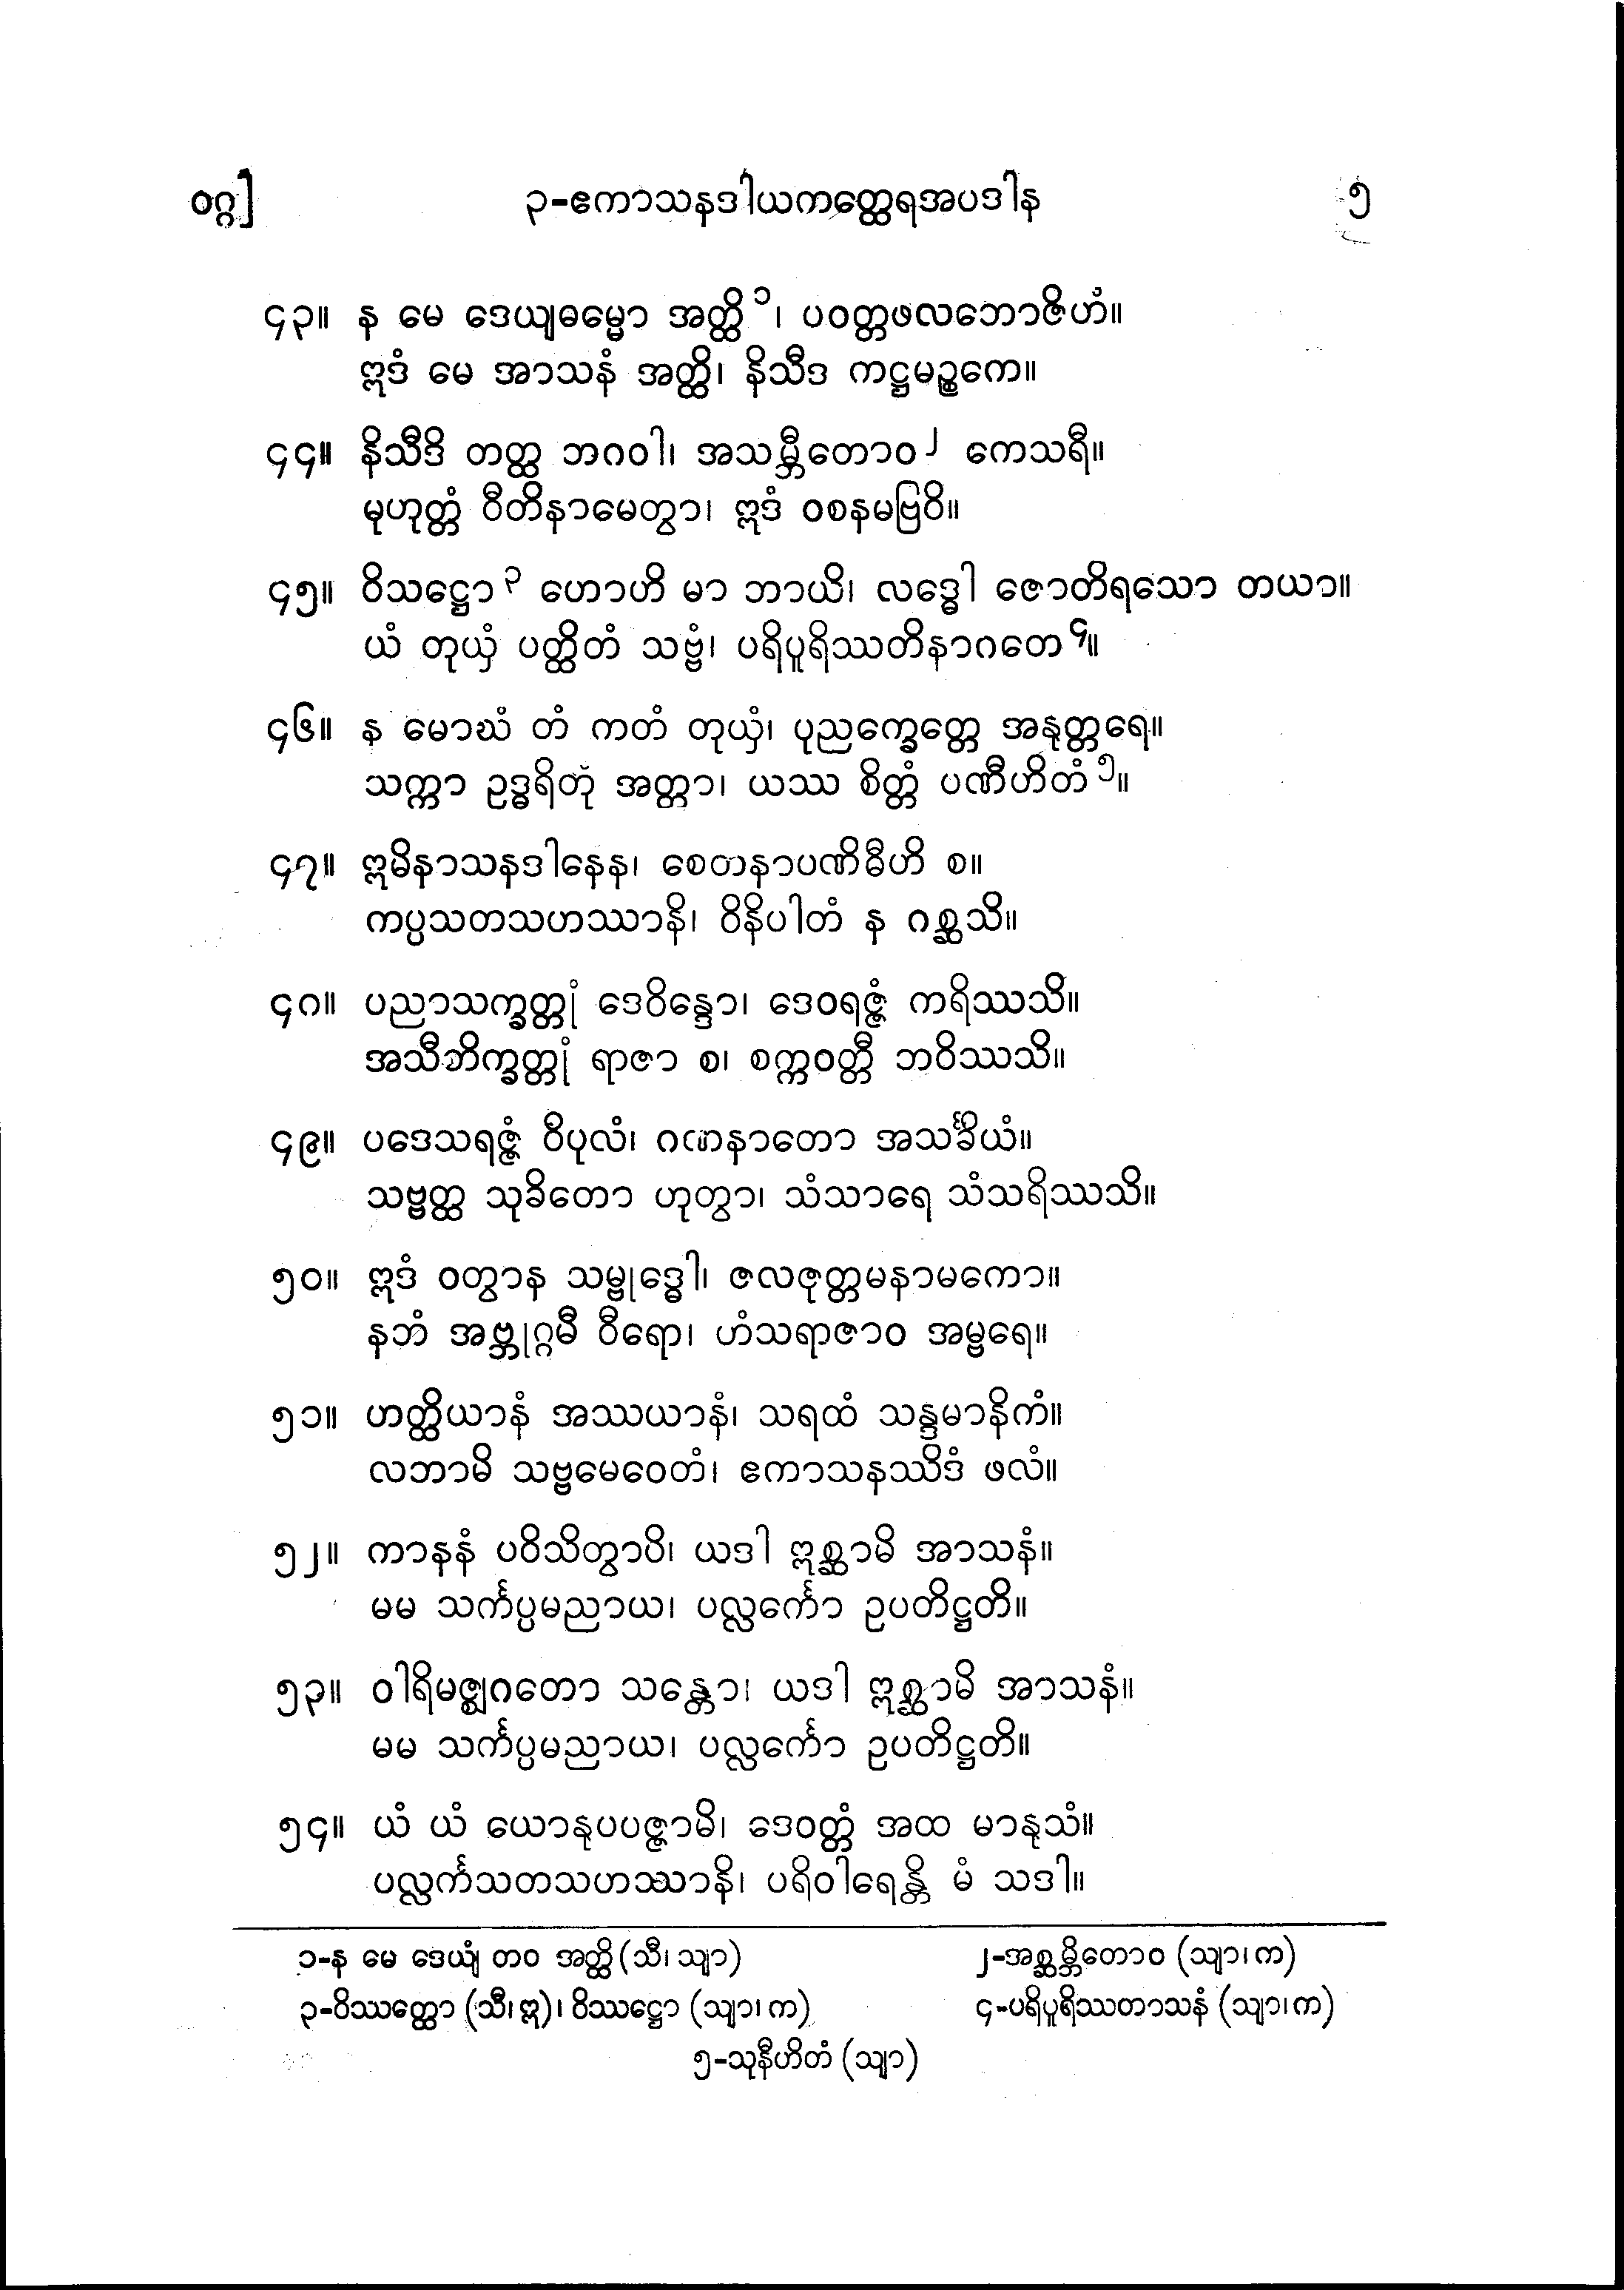 ဝဂ္ဂ]	၃-ဧကာသနဒါယကတ္ထေရအပဒါန	၅
၄၃။ န မေ ဒေယျဓမ္မော အတ္ထိ ၁၊ ပဝတ္တဖလဘောဇိဟံ။
ဣဒံ မေ အာသနံ အတ္ထိ၊ နိသီဒ ကဋ္ဌမဉ္စကေ။
၄၄။ နိသီဒိ တတ္ထ ဘဂဝါ၊ အသမ္ဘီတောဝ ၂ ကေသရီ။
မုဟုတ္တံ ဝီတိနာမေတွာ၊ ဣဒံ ဝစနမဗြဝိ။
၄၅။ ဝိသဋ္ဌော ၃ ဟောဟိ မာ ဘာယိ၊ လဒ္ဓေါ ဇောတိရသော တယာ။
ယံ တုယှံ ပတ္ထိတံ သဗ္ဗံ၊ ပရိပူရိဿတိနာဂတေ ၄။
၄၆။ န မောဃံ တံ ကတံ တုယှံ၊ ပုညက္ခေတ္တေ အနုတ္တရေ။
သက္ကာ ဥဒ္ဓရိတုံ အတ္တာ၊ ယဿ စိတ္တံ ပဏီဟိတံ ၅။
၄၇။ ဣမိနာသနဒါနေန၊ စေတနာပဏိဓီဟိ စ။
ကပ္ပသတသဟဿာနိ၊ ဝိနိပါတံ န ဂစ္ဆသိ။
၄၈။ ပညာသက္ခတ္တုံ ဒေဝိန္ဒော၊ ဒေဝရဇ္ဇံ ကရိဿသိ။
အသီတိက္ခတ္တုံ ရာဇာ စ၊ စက္ကဝတ္တီ ဘဝိဿသိ။
၄၉။ ပဒေသရဇ္ဇံ ဝိပုလံ၊ ဂဏနာတော အသင်္ခိယံ။
သဗ္ဗတ္ထ သုခိတော ဟုတွာ၊ သံသာရေ သံသရိဿသိ။
၅၀။ ဣဒံ ဝတွာန သမ္ဗုဒ္ဓေါ၊ ဇလဇုတ္တမနာမကော။
နဘံ အဗ္ဘုဂ္ဂမီ ဝီရော၊ ဟံသရာဇာဝ အမ္ဗရေ။
၅၁။ ဟတ္ထိယာနံ အဿယာနံ၊ သရထံ သန္ဒမာနိကံ။
လဘာမိ သဗ္ဗမေဝေတံ၊ ဧကာသနဿိဒံ ဖလံ။
၅၂။ ကာနနံ ပဝိသိတွာပိ၊ ယဒါ ဣစ္ဆာမိ အာသနံ။
မမ သင်္ကပ္ပမညာယ၊ ပလ္လင်္ကော ဥပတိဋ္ဌတိ။
၅၃။ ဝါရိမဇ္ဈဂတော သန္တော၊ ယဒါ ဣစ္ဆာမိ အာသနံ။
မမ သင်္ကပ္ပမညာယ၊ ပလ္လင်္ကော ဥပတိဋ္ဌတိ။
၅၄။ ယံ ယံ ယောနုပပဇ္ဇာမိ၊ ဒေဝတ္တံ အထ မာနုသံ။
ပလ္လင်္ကသတသဟဿာနိ၊ ပရိဝါရေန္တိ မံ သဒါ။
၁-န မေ ဒေယျံ တဝ အတ္ထိ (သီ၊ သျာ)	၂-အစ္ဆမ္ဘိတောဝ (သျာ၊ က)
၃-ဝိဿတ္ထော (သီ၊ ဣ)၊ ဝိဿဋ္ဌော (သျာ၊ က)	၄-ပရိပူရိဿတာသနံ (သျာ၊ က)
၅-သုနီဟိတံ (သျာ)